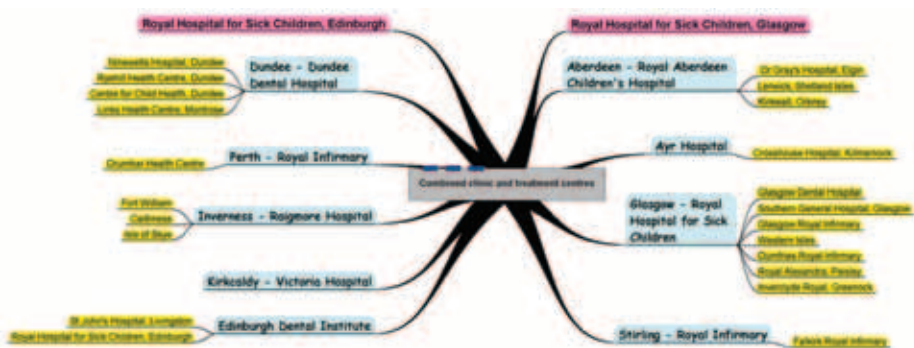 Royal Hospital for Sick Children, Edinburgh
Royal Hospital for Sick Children, Glasgow
Ninewells Hospital, Dundee
Health Centre, Dundee
Centre for Child Health, Dundee
Links Health Centre, Montrose
Dundee - Dundee
Dental Hospital
Aberdeen - Royal Aberdeen
Children's Hospital
Dr Gray's Hospital, Elgin
Lerwick, Shetland Isles
Kirkwall, Orkney
Ayr Hospital
Crosshouse Hospital, Kilmarnock
Perth - Royal Infirmary
Drumhar Health Centre
Combined clinic and treatment centres
Fort William
Caithness
Isle of Skye
Inverness - Raigmore Hospital
Glasgow - Royal
Hospital for Sick
Children
Glasgow Dental Hospital
Southern General Hospital, Glasgow
Glasgow Royal Infirmary
Western Isles
Dumfries Royal Infirmary
Royal Alexandra, Paisley
Inverclyde Royal, Greenock
Kirkcaldy - Victoria Hospital
St John's Hospital, Livingston
Royal Hospital for Sick Children, Edinburgh
Edinburgh Dental Institute
Stirling - Royal Infirmary
Falkirk Royal Infirmary